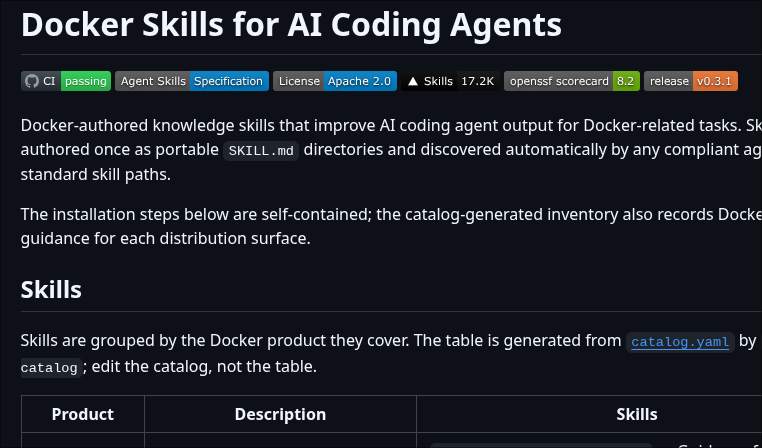 Docker Skills for AI Coding Agents
CI passing Agent Skills Specification License Apache 2.0 ▲ Skills 17.2K openssf scorecard 8.2 release v0.3.1
Docker-authored knowledge skills that improve AI coding agent output for Docker-related tasks. Sk
authored once as portable SKILL.md directories and discovered automatically by any compliant ag
standard skill paths.
The installation steps below are self-contained; the catalog-generated inventory also records Docke
guidance for each distribution surface.
Skills
Skills are grouped by the Docker product they cover. The table is generated from catalog.yaml by
catalog; edit the catalog, not the table.
Product Description Skills